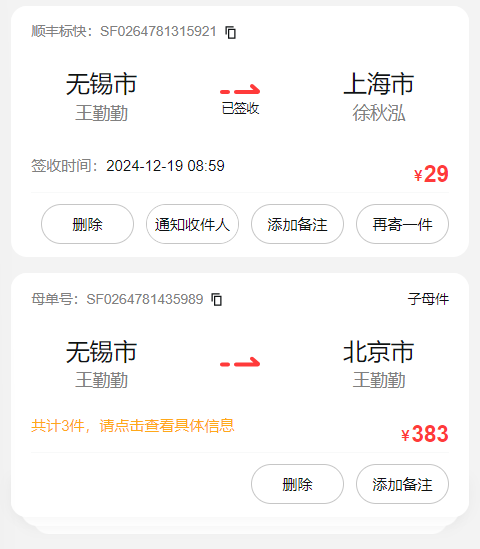 顺丰标快：SF0264781315921
无锡市 上海市
王勤勤 已签收 徐秋泓
签收时间：2024-12-19 08:59 ¥29
删除 通知收件人 添加备注 再寄一件
母单号：SF0264781435989 子母件
无锡市 北京市
王勤勤 王勤勤
共计3件，请点击查看具体信息 ¥383
删除 添加备注